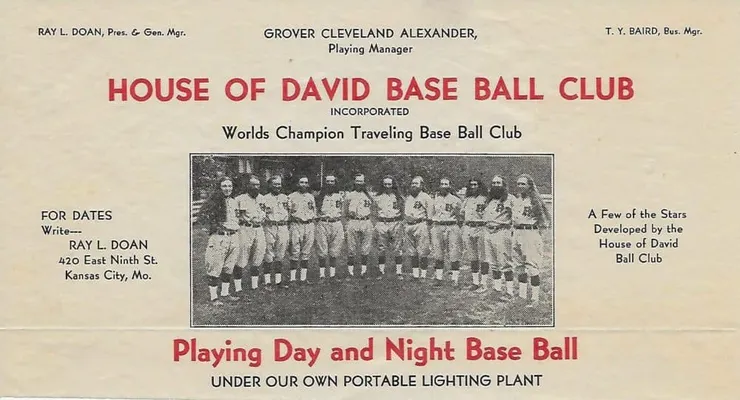 RAY L. DOAN, Pres. & Gen. Mgr.
GROVER CLEVELAND ALEXANDER,
Playing Manager
T. Y. BAIRD, Bus. Mgr.
HOUSE OF DAVID BASE BALL CLUB
INCORPORATED
Worlds Champion Traveling Base Ball Club
FOR DATES
Write---
RAY L. DOAN
420 East Ninth St.
Kansas City, Mo.
A Few of the Stars
Developed by the
House of David
Ball Club
Playing Day and Night Base Ball
UNDER OUR OWN PORTABLE LIGHTING PLANT